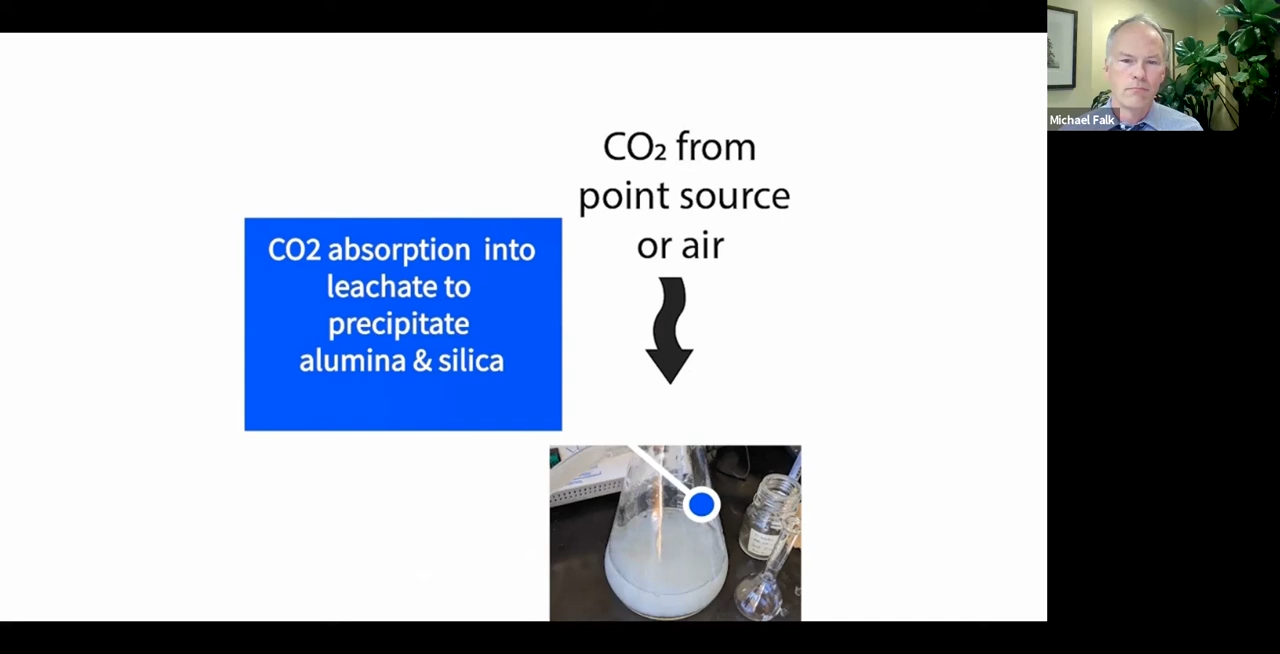 Michael Falk
CO₂ from
point source
or air
CO2 absorption into
leachate to
precipitate
alumina & silica